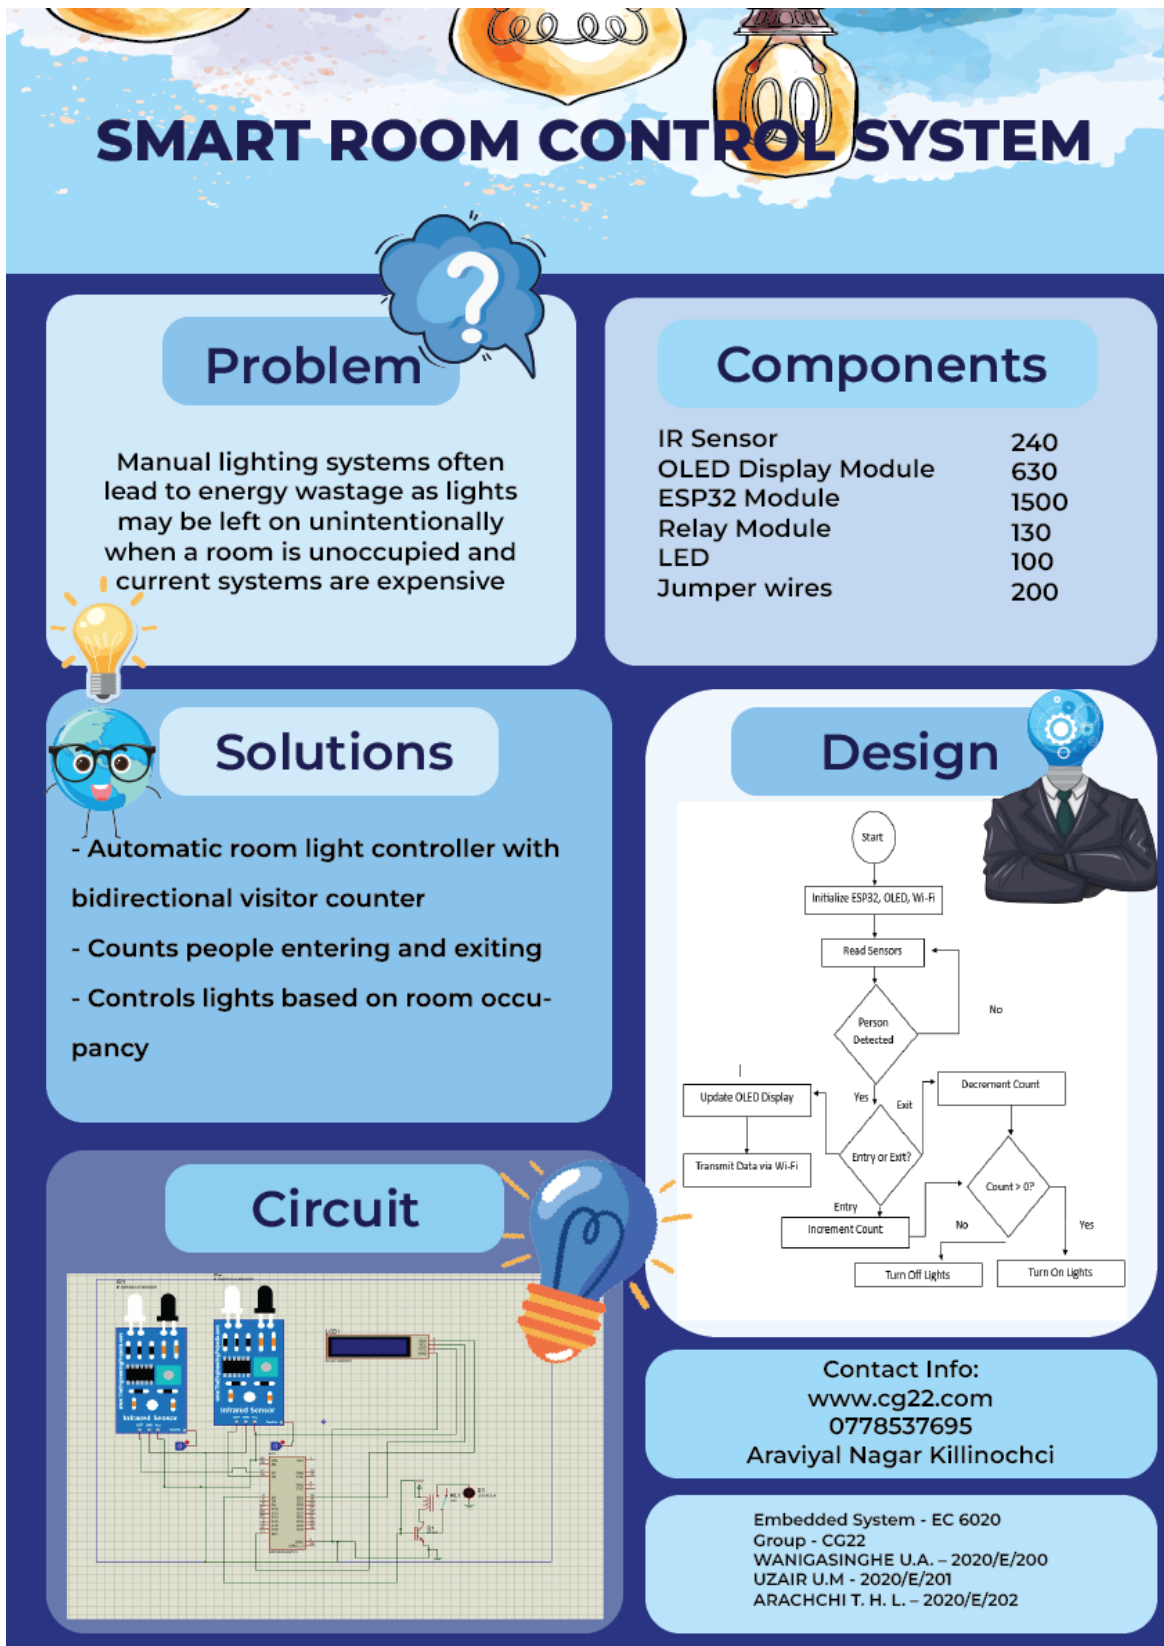 SMART ROOM CONTROL SYSTEM
Problem
Manual lighting systems often
lead to energy wastage as lights
may be left on unintentionally
when a room is unoccupied and
current systems are expensive
Components
IR Sensor 240
OLED Display Module 630
ESP32 Module 1500
Relay Module 130
LED 100
Jumper wires 200
Solutions
- Automatic room light controller with
bidirectional visitor counter
- Counts people entering and exiting
- Controls lights based on room occu-
pancy
Design
Start
Initialize ESP32, OLED, Wi-Fi
Read Sensors
No
Person
Detected
Yes
Update OLED Display
Transmit Data via Wi-Fi
Entry or Exit?
Exit
Decrement Count
Entry
Increment Count
Count > 0?
No
Yes
Turn Off Lights
Turn On Lights
Circuit
LCD1
Infrared Sensor
Infrared Sensor
Contact Info:
www.cg22.com
0778537695
Araviyal Nagar Killinochci
Embedded System - EC 6020
Group - CG22
WANIGASINGHE U.A. – 2020/E/200
UZAIR U.M - 2020/E/201
ARACHCHI T. H. L. – 2020/E/202